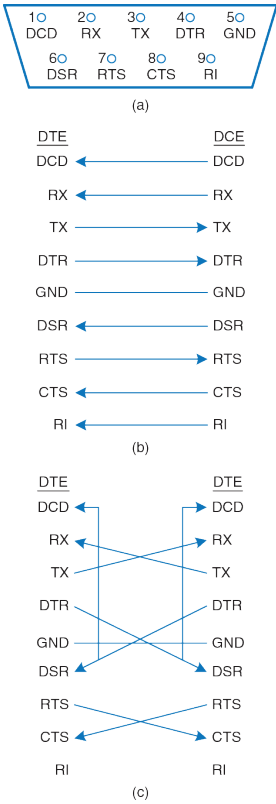 1 2 3 4 5
DCD RX TX DTR GND
6 7 8 9
DSR RTS CTS RI
(a)
DTE DCE
DCD DCD
RX RX
TX TX
DTR DTR
GND GND
DSR DSR
RTS RTS
CTS CTS
RI RI
(b)
DTE DTE
DCD DCD
RX RX
TX TX
DTR DTR
GND GND
DSR DSR
RTS RTS
CTS CTS
RI RI
(c)